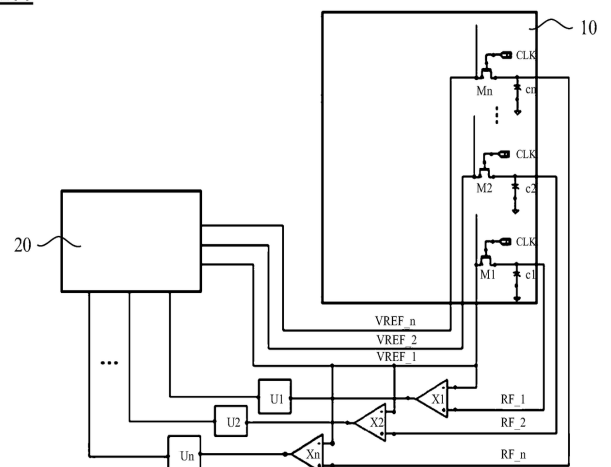 10
CLK
Mn
cn
CLK
M2
c2
20
CLK
M1
c1
VREF_n
VREF_2
VREF_1
...
U1
X1
RF_1
U2
X2
RF_2
Un
Xn
RF_n